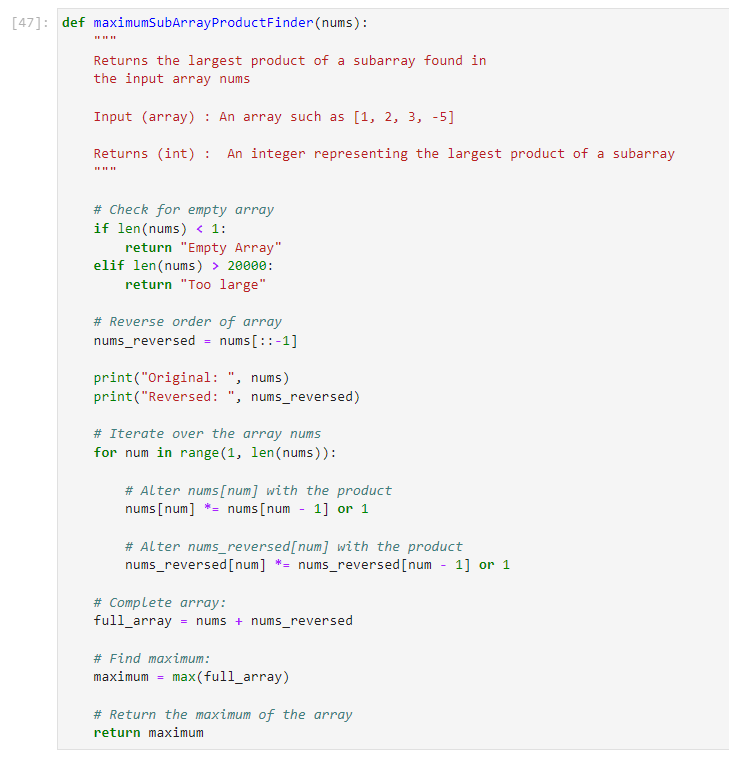 [47]: def maximumSubArrayProductFinder(nums):
    """
    Returns the largest product of a subarray found in
    the input array nums

    Input (array) : An array such as [1, 2, 3, -5]

    Returns (int) :  An integer representing the largest product of a subarray
    """

    # Check for empty array
    if len(nums) < 1:
        return "Empty Array"
    elif len(nums) > 20000:
        return "Too large"

    # Reverse order of array
    nums_reversed = nums[::-1]

    print("Original: ", nums)
    print("Reversed: ", nums_reversed)

    # Iterate over the array nums
    for num in range(1, len(nums)):

        # Alter nums[num] with the product
        nums[num] *= nums[num - 1] or 1

        # Alter nums_reversed[num] with the product
        nums_reversed[num] *= nums_reversed[num - 1] or 1

    # Complete array:
    full_array = nums + nums_reversed

    # Find maximum:
    maximum = max(full_array)

    # Return the maximum of the array
    return maximum